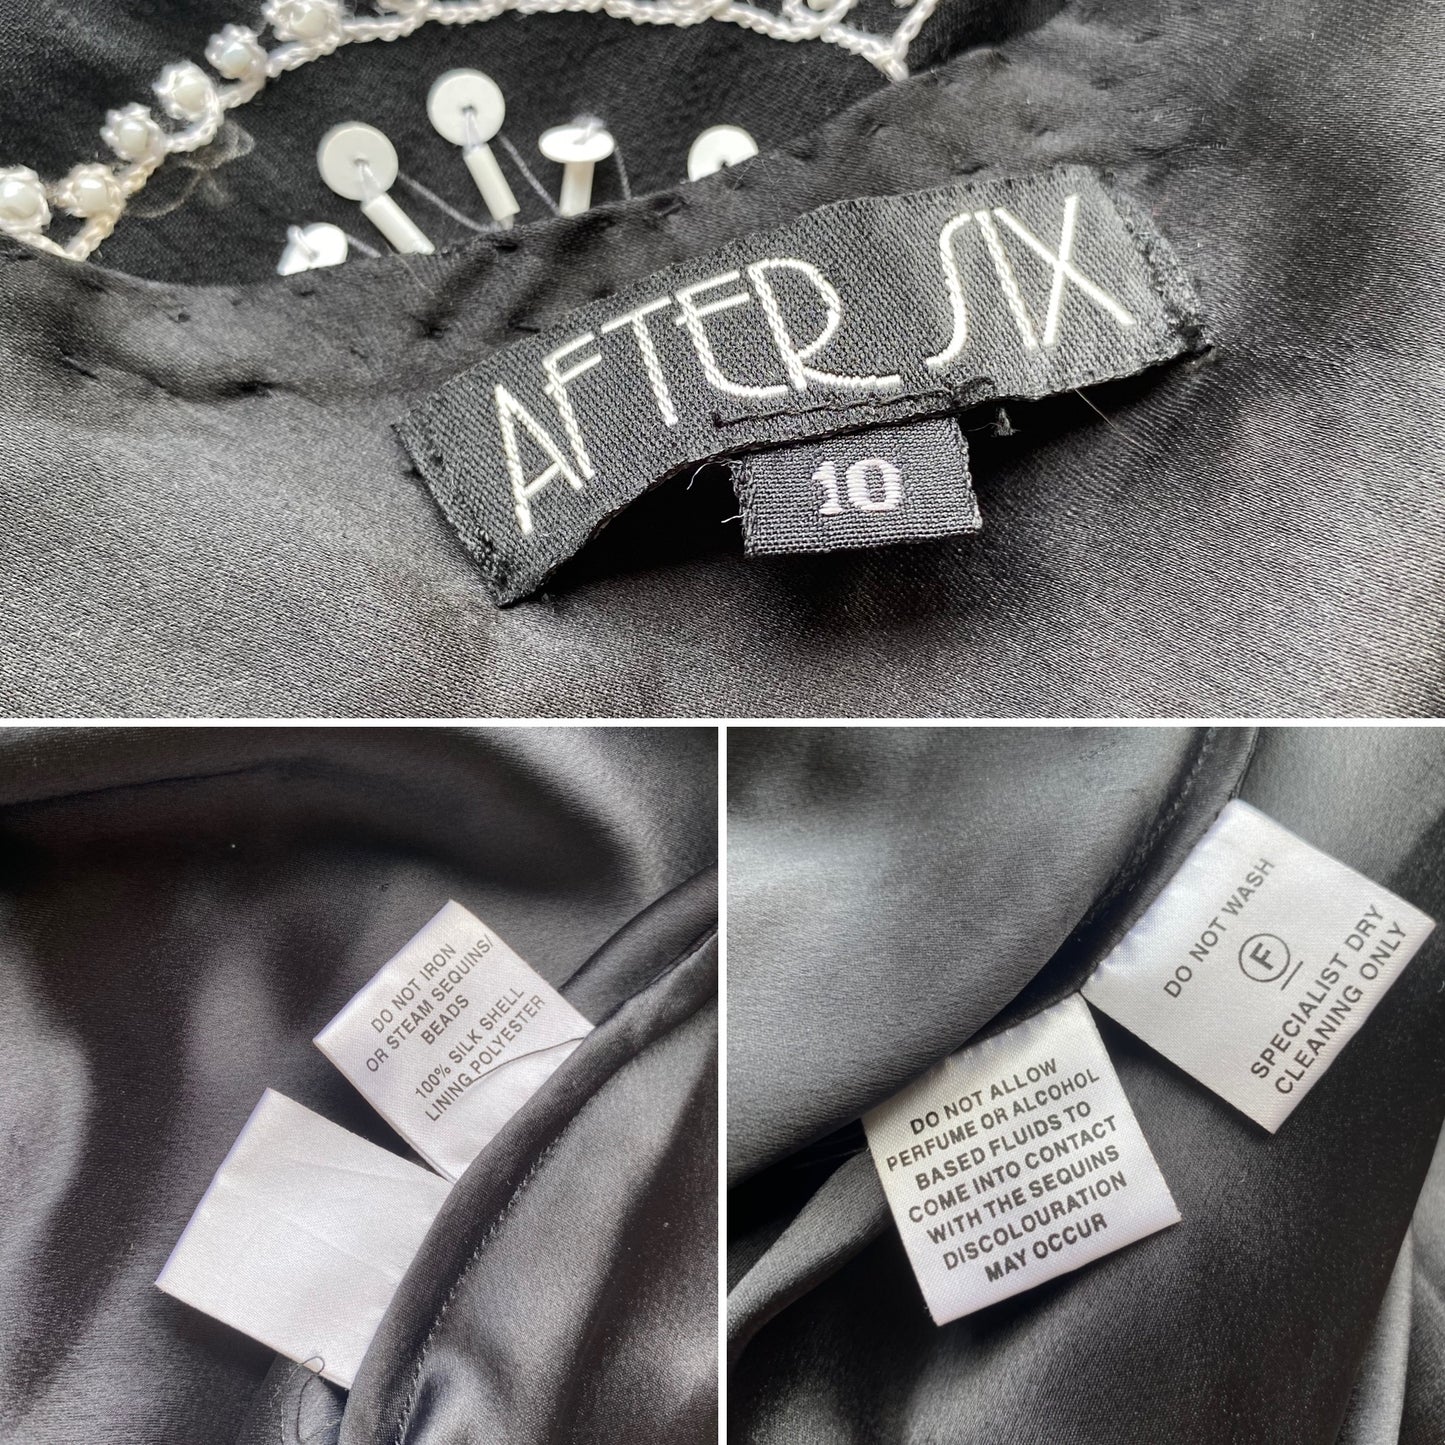 AFTER SIX
10
DO NOT IRON
OR STEAM SEQUINS/
BEADS
100% SILK SHELL
LINING POLYESTER
DO NOT WASH
F
SPECIALIST DRY
CLEANING ONLY
DO NOT ALLOW
PERFUME OR ALCOHOL
BASED FLUIDS TO
COME INTO CONTACT
WITH THE SEQUINS
DISCOLOURATION
MAY OCCUR